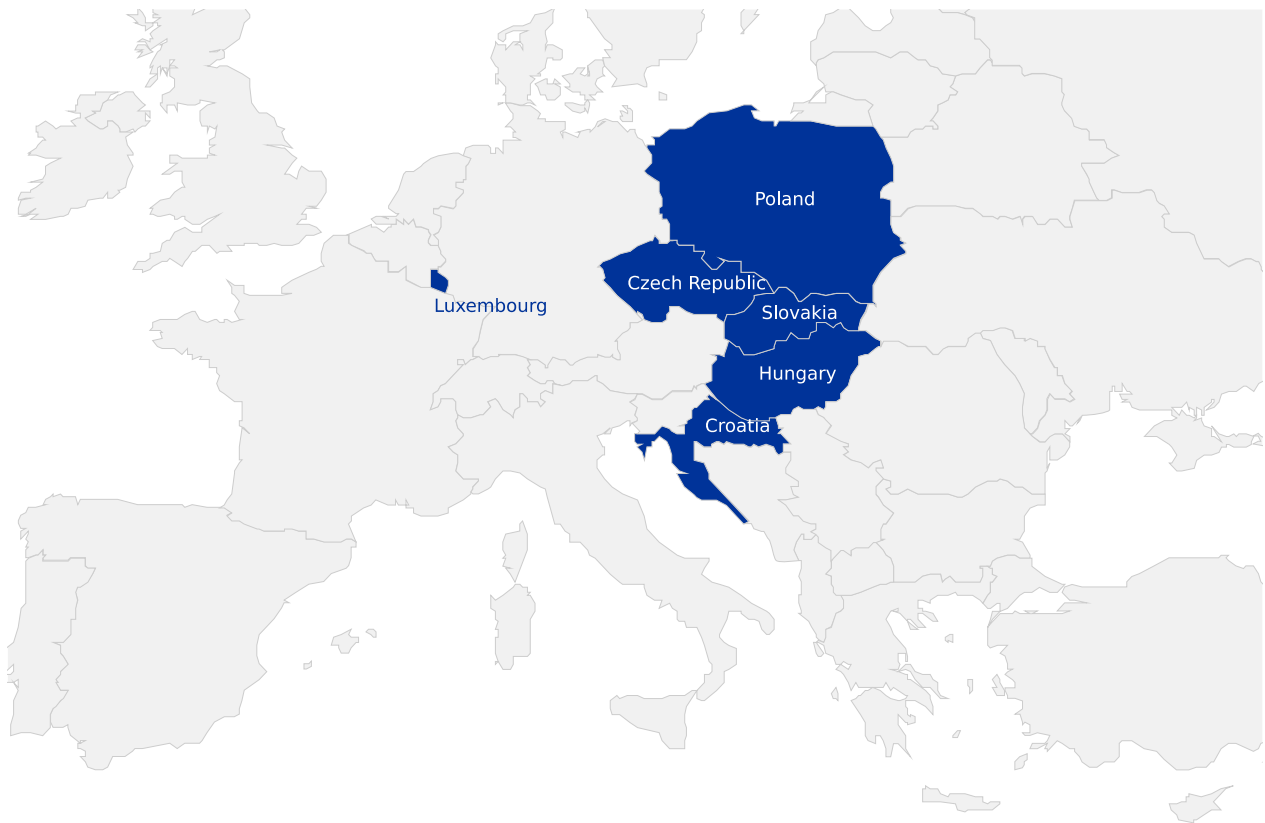 Poland
Czech Republic
Luxembourg
Slovakia
Hungary
Croatia